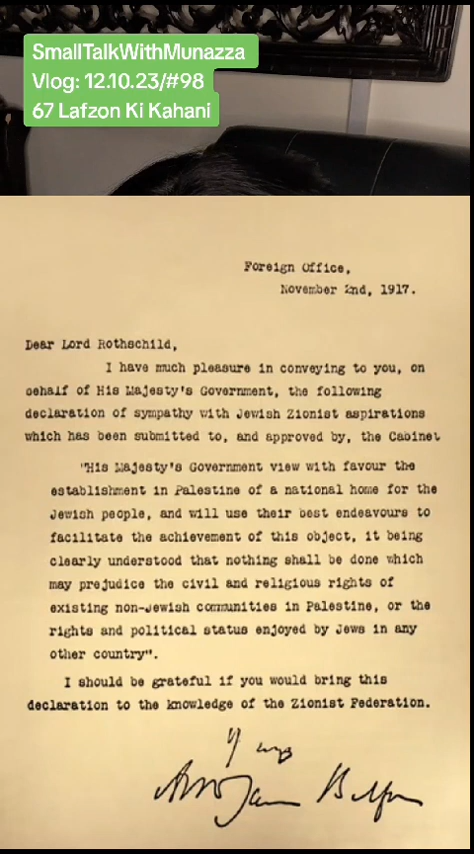 SmallTalkWithMunazza
Vlog: 12.10.23/#98
67 Lafzon Ki Kahani
Foreign Office,
November 2nd, 1917.
Dear Lord Rothschild,
I have much pleasure in conveying to you, on
behalf of His Majesty's Government, the following
declaration of sympathy with Jewish Zionist aspirations
which has been submitted to, and approved by, the Cabinet
"His Majesty's Government view with favour the
establishment in Palestine of a national home for the
Jewish people, and will use their best endeavours to
facilitate the achievement of this object, it being
clearly understood that nothing shall be done which
may prejudice the civil and religious rights of
existing non-Jewish communities in Palestine, or the
rights and political status enjoyed by Jews in any
other country".
I should be grateful if you would bring this
declaration to the knowledge of the Zionist Federation.
Arthur James Balfour